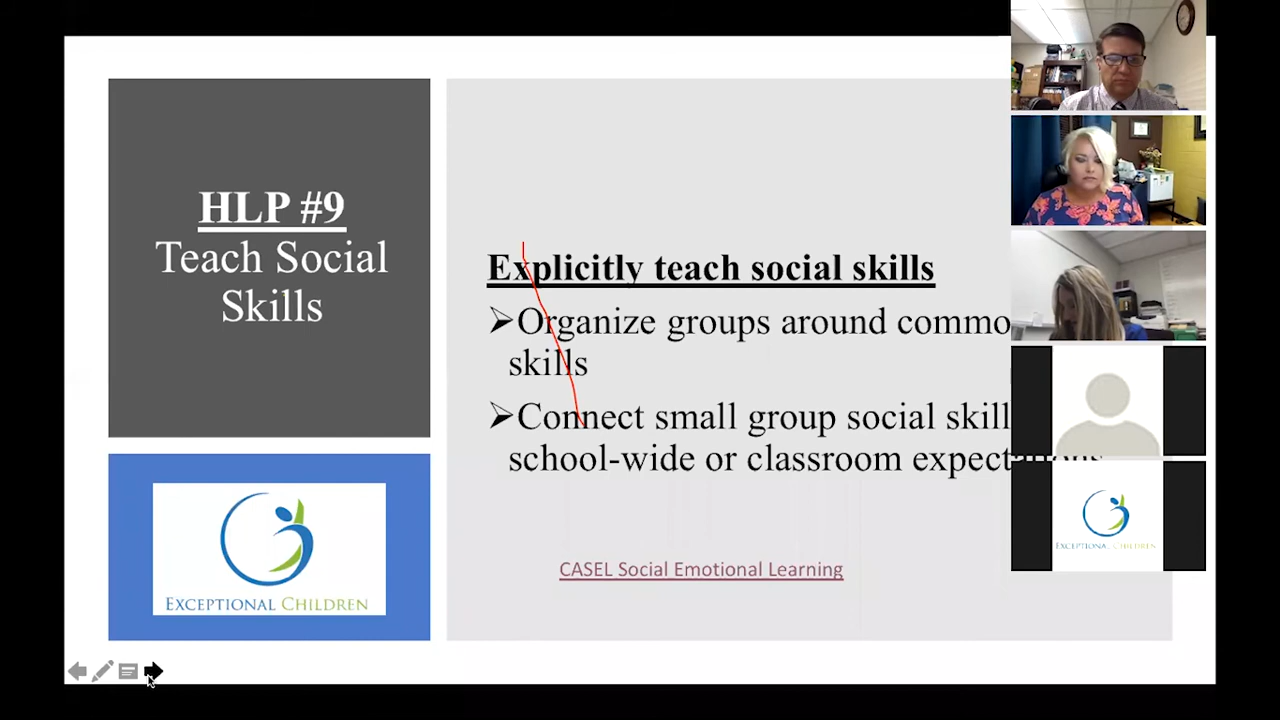 HLP #9
Teach Social
Skills
EXCEPTIONAL CHILDREN
Explicitly teach social skills
➢Organize groups around commo
skills
➢Connect small group social skill
school-wide or classroom expectations
CASEL Social Emotional Learning
EXCEPTIONAL CHILDREN